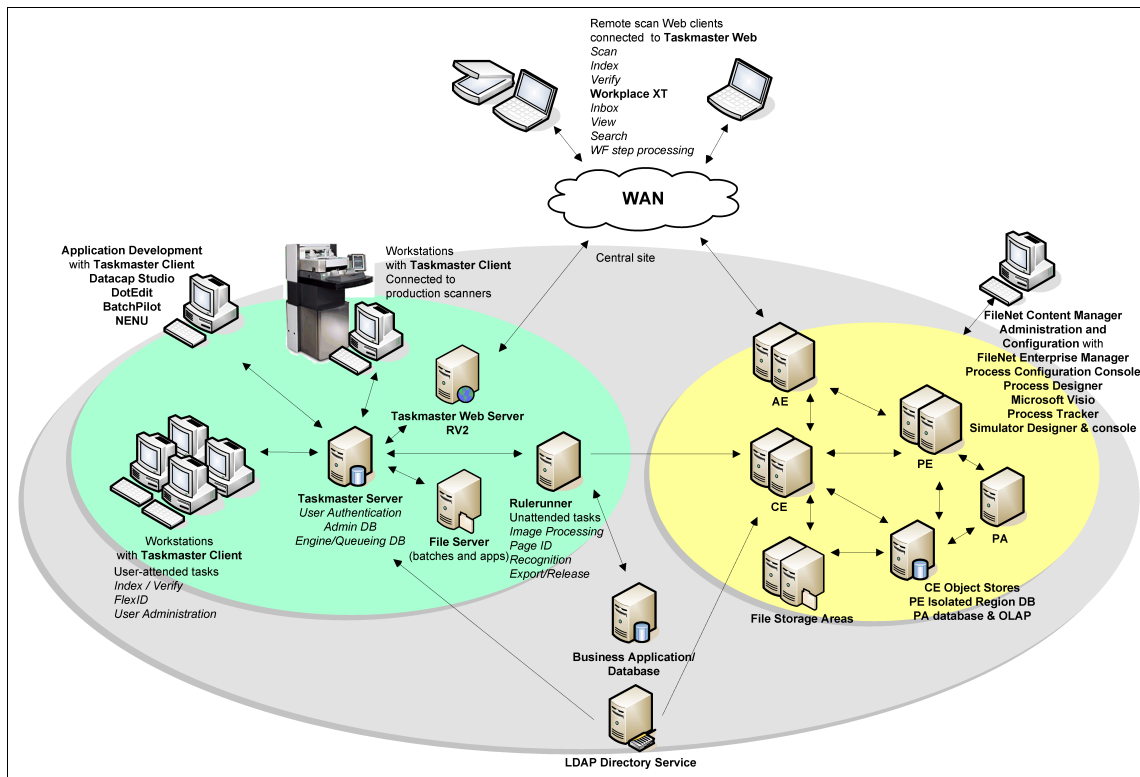 Remote scan Web clients
connected to Taskmaster Web
Scan
Index
Verify
Workplace XT
Inbox
View
Search
WF step processing
WAN
Central site
Application Development
with Taskmaster Client
Datacap Studio
DotEdit
BatchPilot
NENU
Workstations
with Taskmaster Client
Connected to
production scanners
FileNet Content Manager
Administration and
Configuration with
FileNet Enterprise Manager
Process Configuration Console
Process Designer
Microsoft Visio
Process Tracker
Simulator Designer & console
Taskmaster Web Server
RV2
AE
PE
CE
PA
Taskmaster Server
User Authentication
Admin DB
Engine/Queueing DB
File Server
(batches and apps)
Rulerunner
Unattended tasks
Image Processing
Page ID
Recognition
Export/Release
Workstations
with Taskmaster Client
User-attended tasks
Index / Verify
FlexID
User Administration
File Storage Areas
CE Object Stores
PE Isolated Region DB
PA database & OLAP
Business Application/
Database
LDAP Directory Service